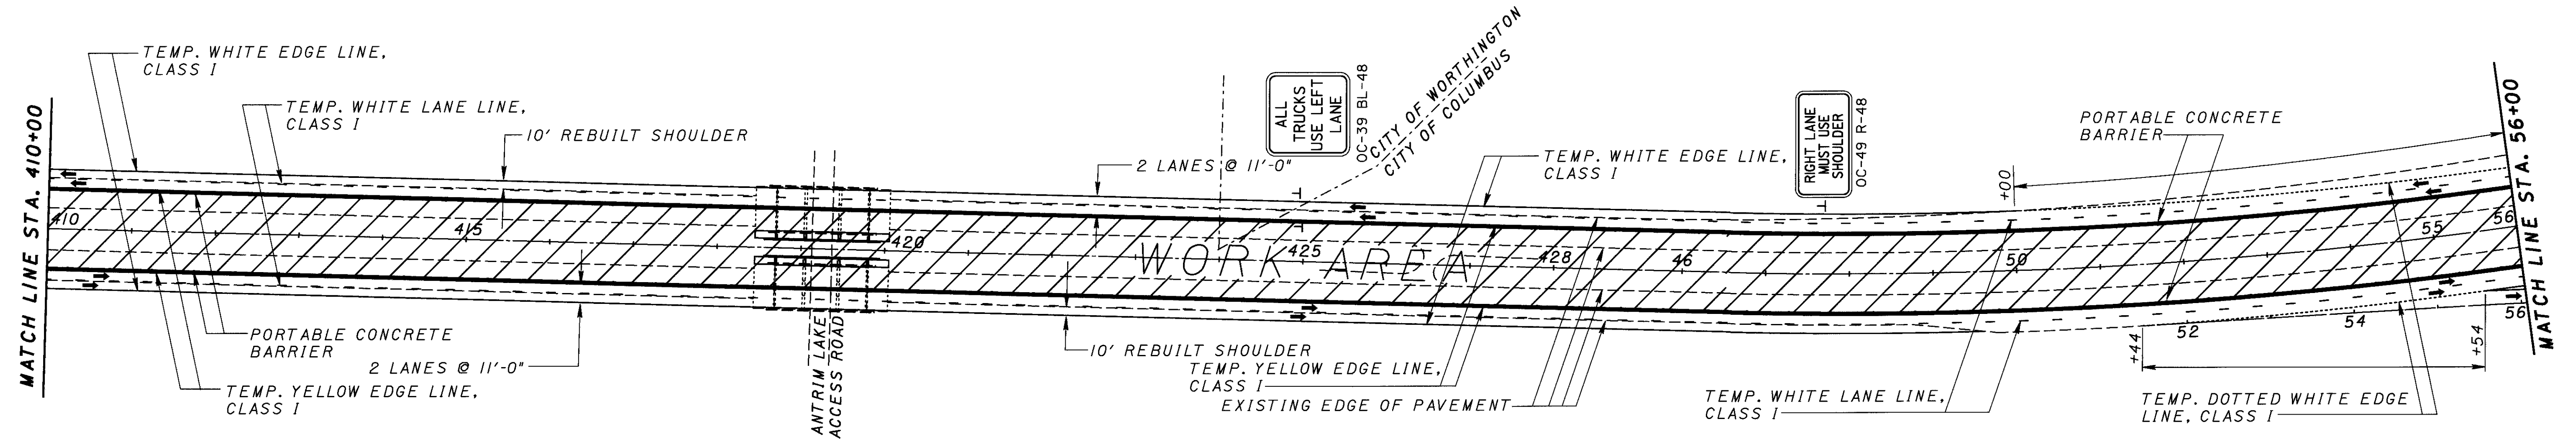 MATCH LINE STA. 410+00
TEMP. WHITE EDGE LINE,
CLASS I
TEMP. WHITE LANE LINE,
CLASS I
10' REBUILT SHOULDER
2 LANES @ 11'-0"
ALL
TRUCKS
USE LEFT
LANE
OC-39 BL-48
CITY OF WORTHINGTON
CITY OF COLUMBUS
TEMP. WHITE EDGE LINE,
CLASS I
RIGHT LANE
MUST USE
SHOULDER
OC-49 R-48
+00
PORTABLE CONCRETE
BARRIER
MATCH LINE STA. 56+00
410
415
420
WORK AREA
425
428
46
50
55
56
52
54
56
PORTABLE CONCRETE
BARRIER
2 LANES @ 11'-0"
TEMP. YELLOW EDGE LINE,
CLASS I
ANTRIM LAKE
ACCESS ROAD
10' REBUILT SHOULDER
TEMP. YELLOW EDGE LINE,
CLASS I
EXISTING EDGE OF PAVEMENT
TEMP. WHITE LANE LINE,
CLASS I
+44
+54
TEMP. DOTTED WHITE EDGE
LINE, CLASS I